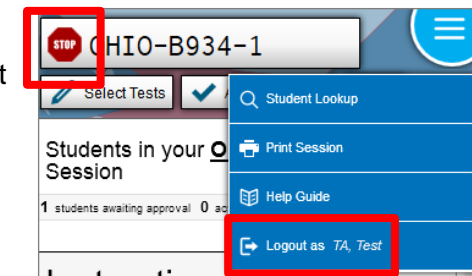 STOP OHIO-B934-1
t
Select Tests
Student Lookup
Students in your
Session
Print Session
1 students awaiting approval 0
Help Guide
Logout as TA, Test